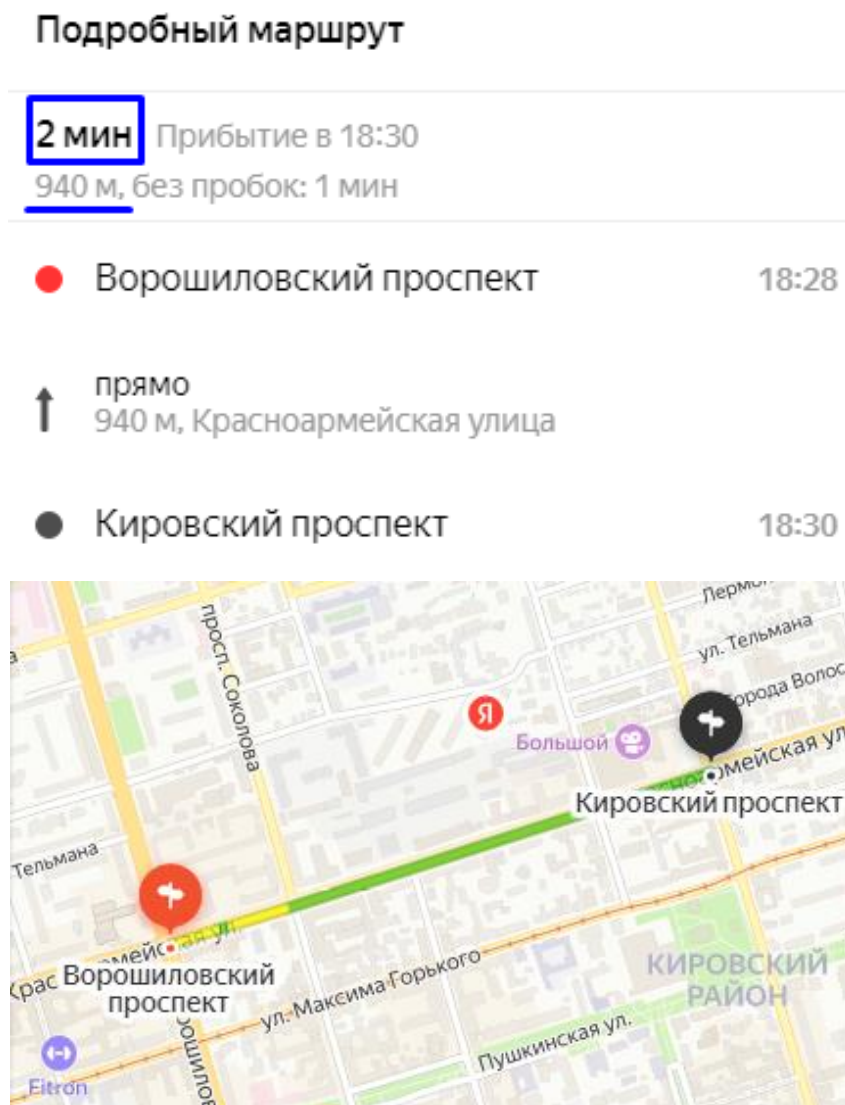 Подробный маршрут
2 мин Прибытие в 18:30
940 м, без пробок: 1 мин
Ворошиловский проспект 18:28
прямо
940 м, Красноармейская улица
Кировский проспект 18:30
просп. Соколова
ул. Тельмана
Я
Большой
Кировский проспект
Тельмана
Ворошиловский
проспект
ул. Максима Горького
КИРОВСКИЙ
РАЙОН
Пушкинская ул.
Fitron